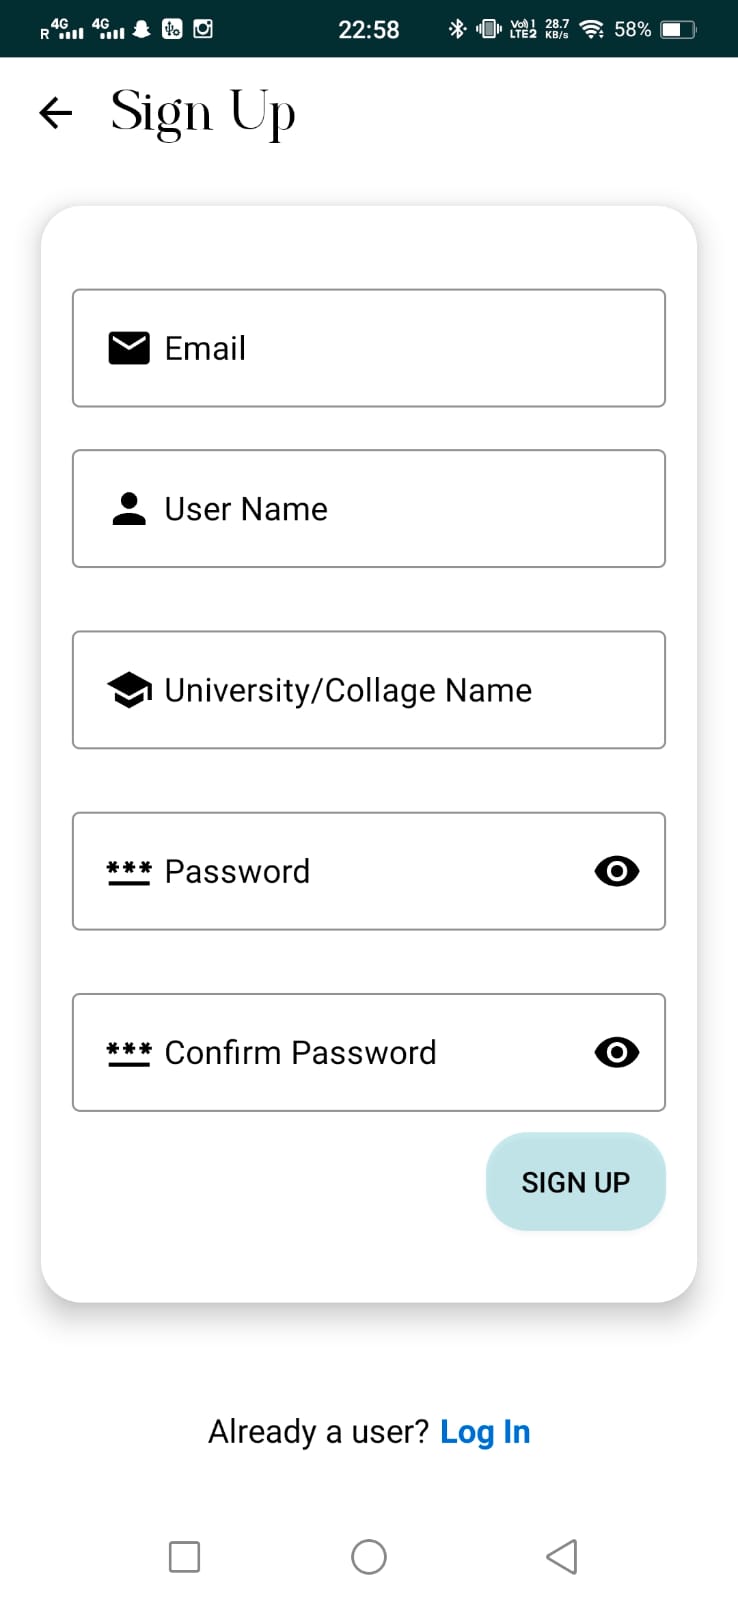 R 4G 4G 22:58 Vo) 1 LTE2 28.7 KB/s 58%
Sign Up
Email
User Name
University/Collage Name
*** Password
*** Confirm Password
SIGN UP
Already a user? Log In